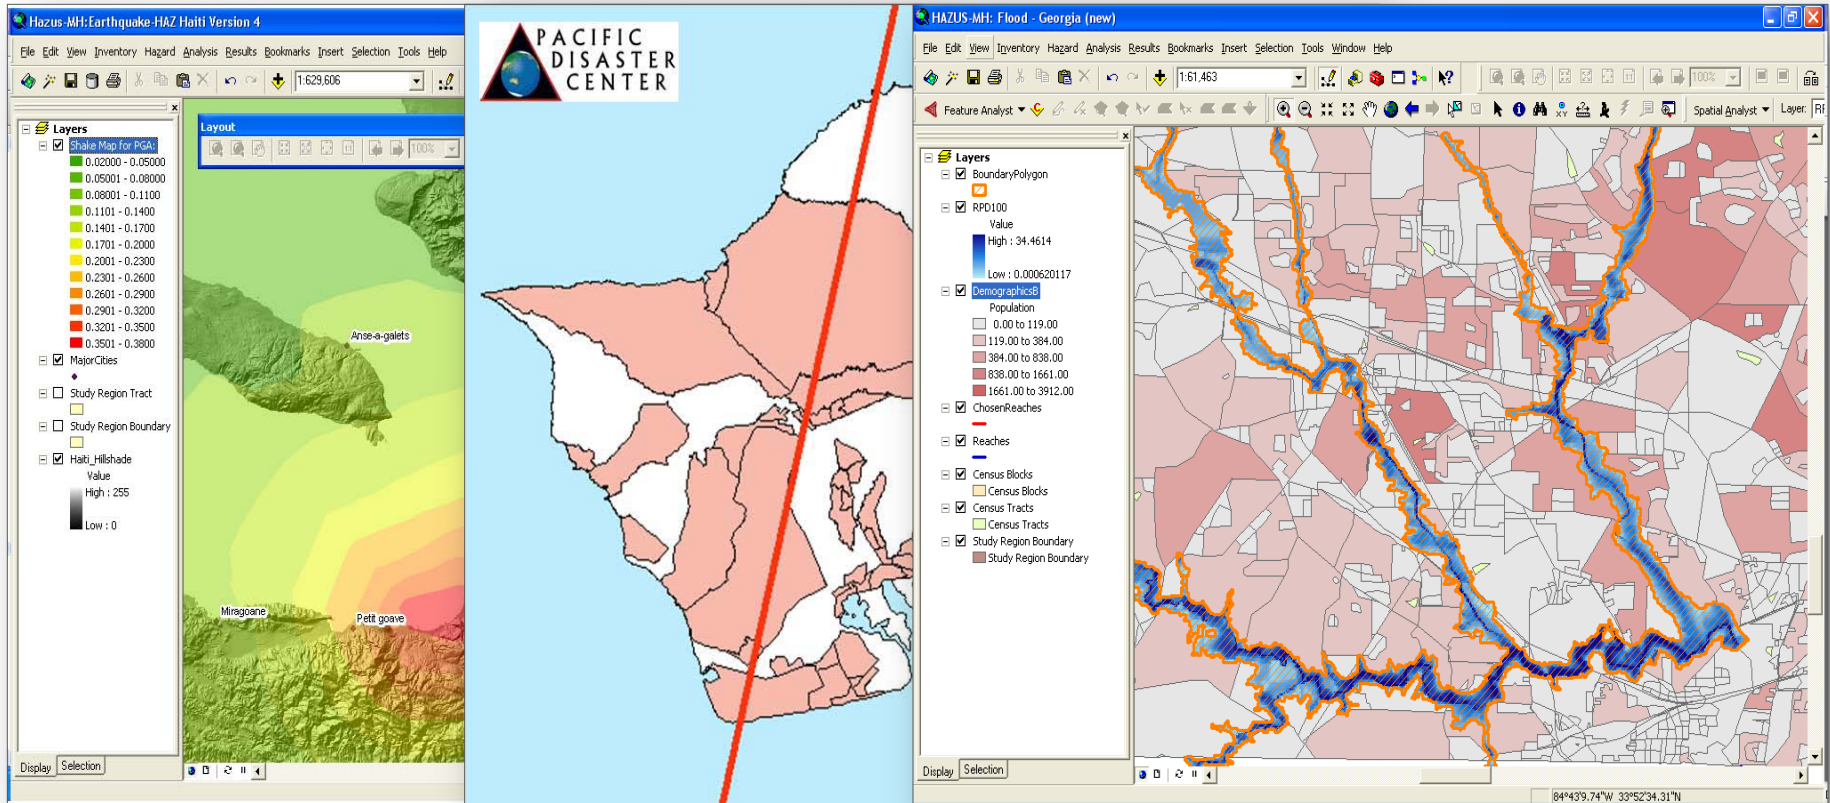 Hazus-MH:Earthquake-HAZ Haiti Version 4
File Edit View Inventory Hazard Analysis Results Bookmarks Insert Selection Tools Help
1:629,606
Layers
Shake Map for PGA:
0.02000 - 0.05000
0.05001 - 0.08000
0.08001 - 0.1100
0.1101 - 0.1400
0.1401 - 0.1700
0.1701 - 0.2000
0.2001 - 0.2300
0.2301 - 0.2600
0.2601 - 0.2900
0.2901 - 0.3200
0.3201 - 0.3500
0.3501 - 0.3800
MajorCities
Study Region Tract
Study Region Boundary
Haiti_Hillshade
Value
High : 255
Low : 0
Display Selection
Layout
100%
Anse-a-galets
Miragoane
Petit goave
PACIFIC
DISASTER
CENTER
HAZUS-MH: Flood - Georgia (new)
File Edit View Inventory Hazard Analysis Results Bookmarks Insert Selection Tools Window Help
1:61,463
100%
Feature Analyst
XY
Spatial Analyst
Layer:
Layers
BoundaryPolygon
RPD100
Value
High : 34.4614
Low : 0.000620117
DemographicsB
Population
0.00 to 119.00
119.00 to 384.00
384.00 to 838.00
838.00 to 1661.00
1661.00 to 3912.00
ChosenReaches
Reaches
Census Blocks
Census Blocks
Census Tracts
Census Tracts
Study Region Boundary
Study Region Boundary
Display Selection
84°43'9.74"W 33°52'34.31"N